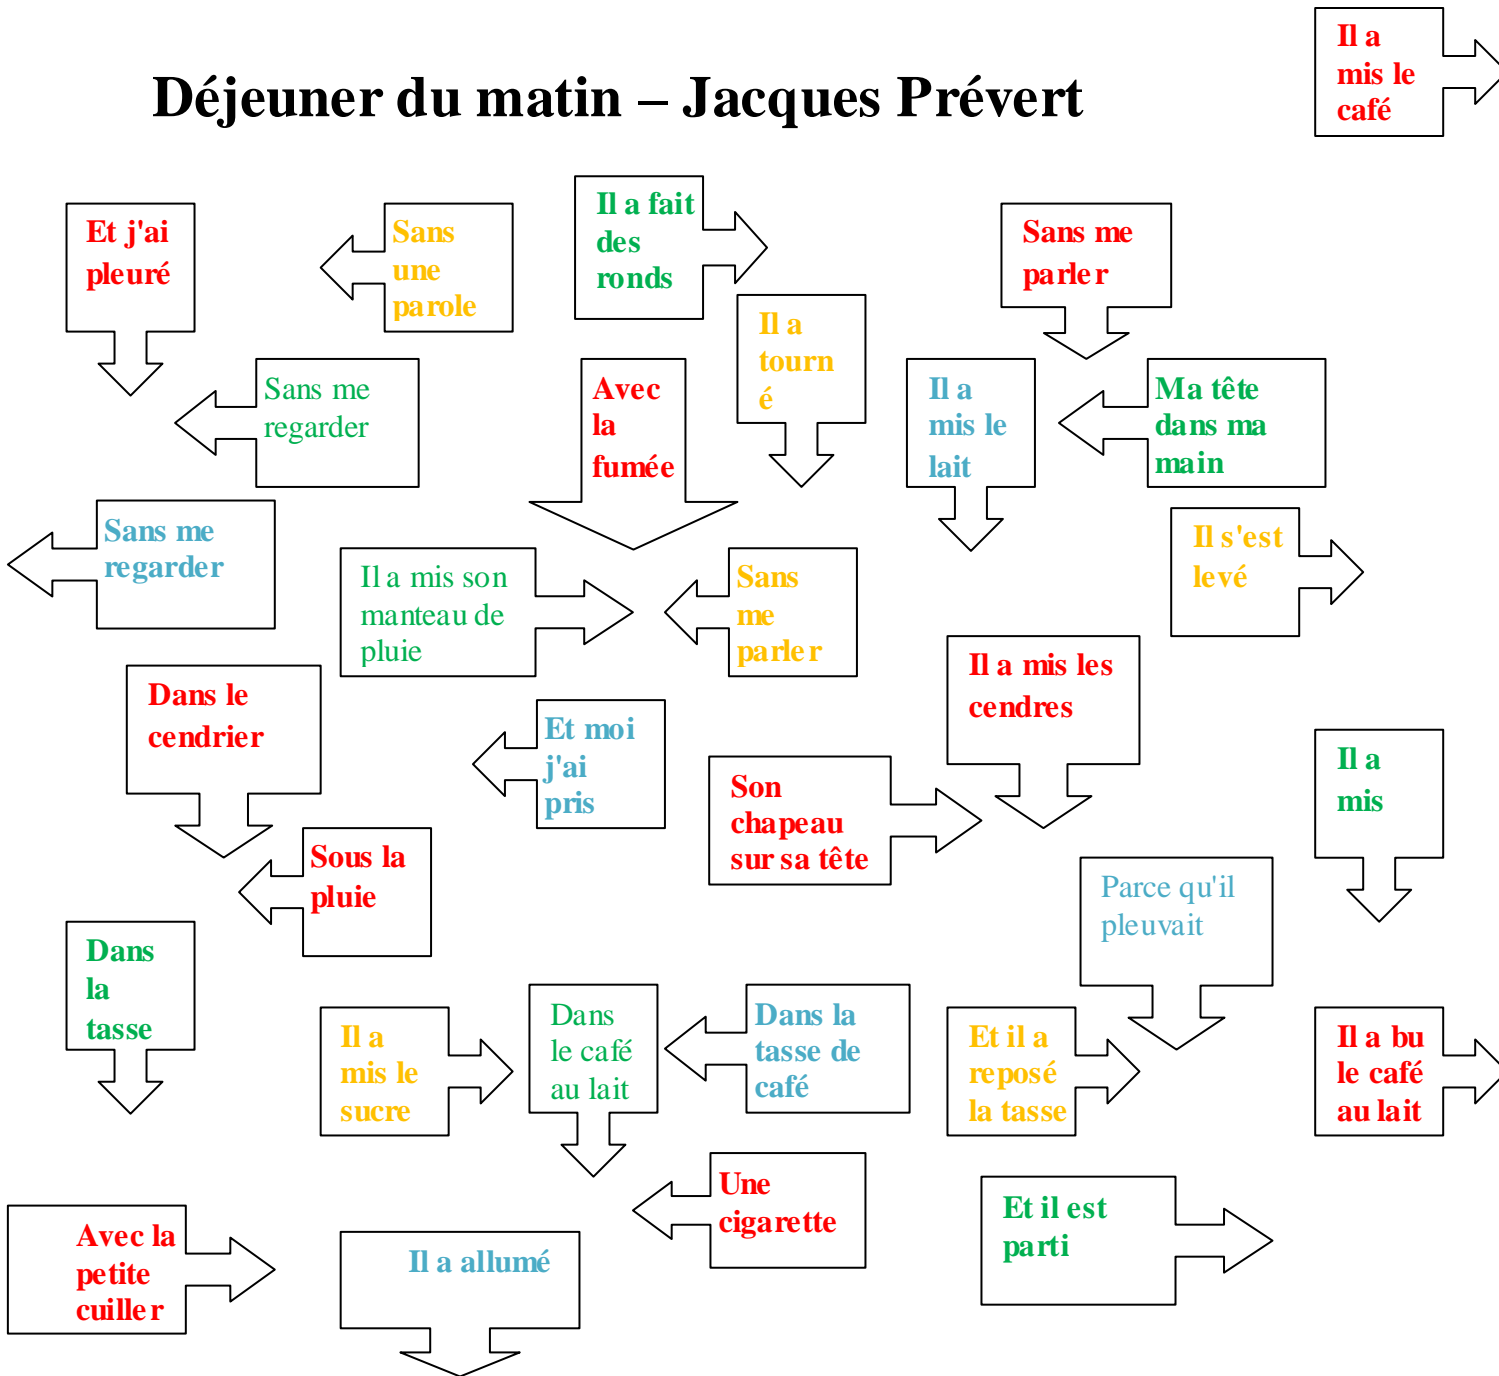 Il a
mis le
café
Déjeuner du matin – Jacques Prévert
Et j'ai
pleuré
Sans
une
parole
Il a fait
des
ronds
Sans me
parler
Il a
tourn
é
Sans me
regarder
Avec
la
fumée
Il a
mis le
lait
Ma tête
dans ma
main
Sans me
regarder
Il s'est
levé
Il a mis son
manteau de
pluie
Sans
me
parler
Il a mis les
cendres
Dans le
cendrier
Et moi
j'ai
pris
Son
chapeau
sur sa tête
Il a
mis
Sous la
pluie
Parce qu'il
pleuvait
Dans
la
tasse
Il a
mis le
sucre
Dans
le café
au lait
Dans la
tasse de
café
Et il a
reposé
la tasse
Il a bu
le café
au lait
Une
cigarette
Et il est
parti
Avec la
petite
cuiller
Il a allumé